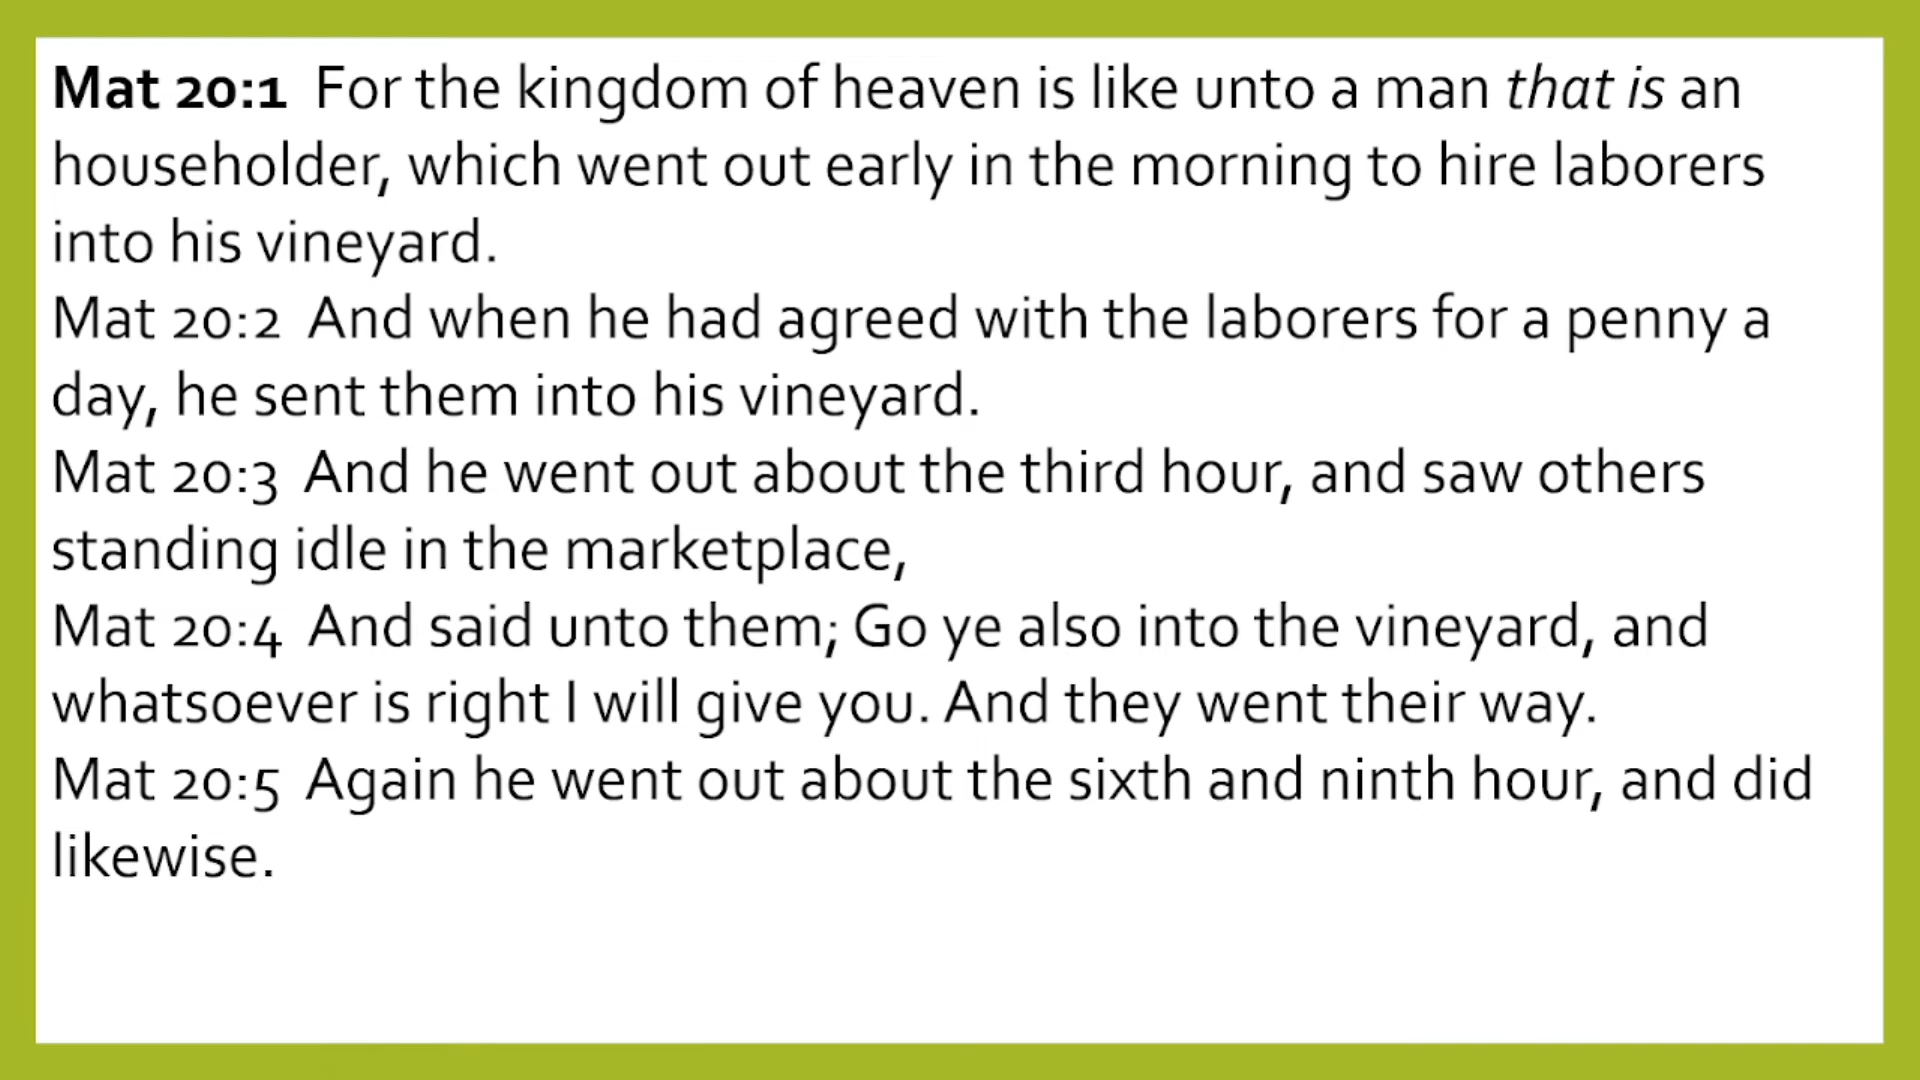 Mat 20:1 For the kingdom of heaven is like unto a man that is an
householder, which went out early in the morning to hire laborers
into his vineyard.
Mat 20:2 And when he had agreed with the laborers for a penny a
day, he sent them into his vineyard.
Mat 20:3 And he went out about the third hour, and saw others
standing idle in the marketplace,
Mat 20:4 And said unto them; Go ye also into the vineyard, and
whatsoever is right I will give you. And they went their way.
Mat 20:5 Again he went out about the sixth and ninth hour, and did
likewise.